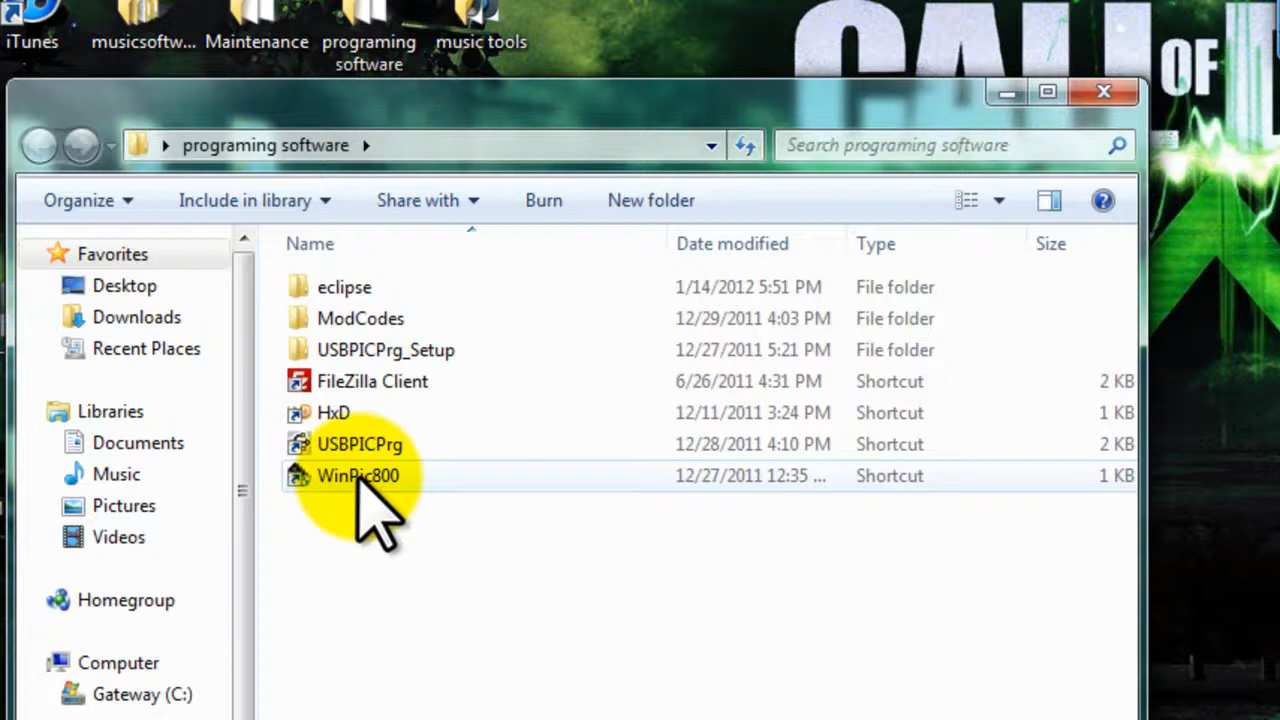 iTunes
musicsoftw...
Maintenance
programing
software
music tools
CALL OF
programing software
Search programing software
Organize
Include in library
Share with
Burn
New folder
Name
Date modified
Type
Size
Favorites
Desktop
Downloads
Recent Places
Libraries
Documents
Music
Pictures
Videos
Homegroup
Computer
Gateway (C:)
eclipse 1/14/2012 5:51 PM File folder
ModCodes 12/29/2011 4:03 PM File folder
USBPICPrg_Setup 12/27/2011 5:21 PM File folder
FileZilla Client 6/26/2011 4:31 PM Shortcut 2 KB
HxD 12/11/2011 3:24 PM Shortcut 1 KB
USBPICPrg 12/28/2011 4:10 PM Shortcut 2 KB
WinPic800 12/27/2011 12:35 ... Shortcut 1 KB